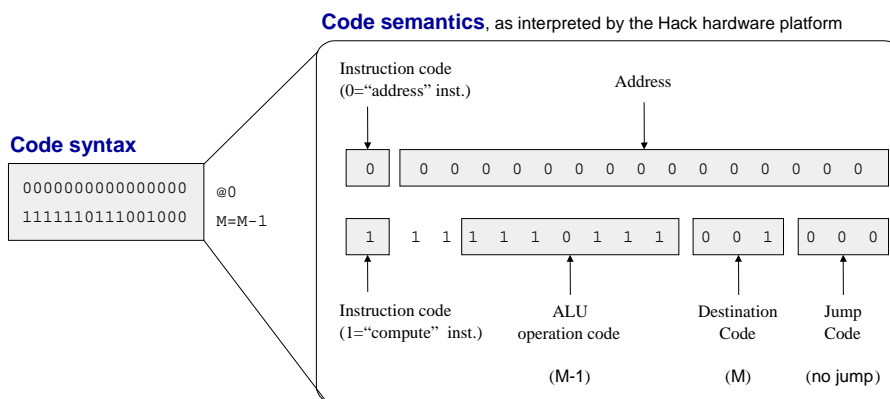 Code semantics, as interpreted by the Hack hardware platform
Code syntax
0000000000000000 @0
1111110111001000 M=M-1
Instruction code
(0=“address” inst.)
Address
0 0 0 0 0 0 0 0 0 0 0 0 0 0 0 0
1 1 1 1 1 1 0 1 1 1 0 0 1 0 0 0
Instruction code
(1=“compute” inst.)
ALU
operation code
(M-1)
Destination
Code
(M)
Jump
Code
(no jump)